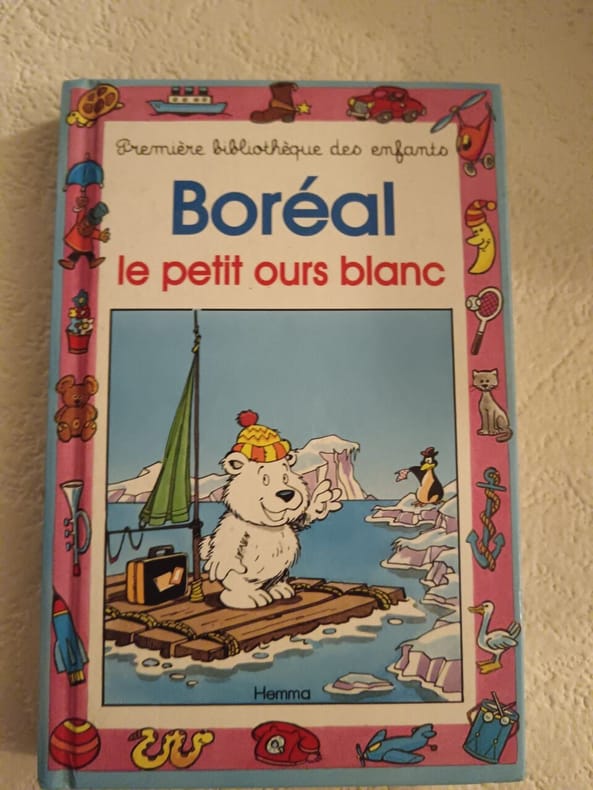 Première bibliothèque des enfants
Boréal
le petit ours blanc
Hemma